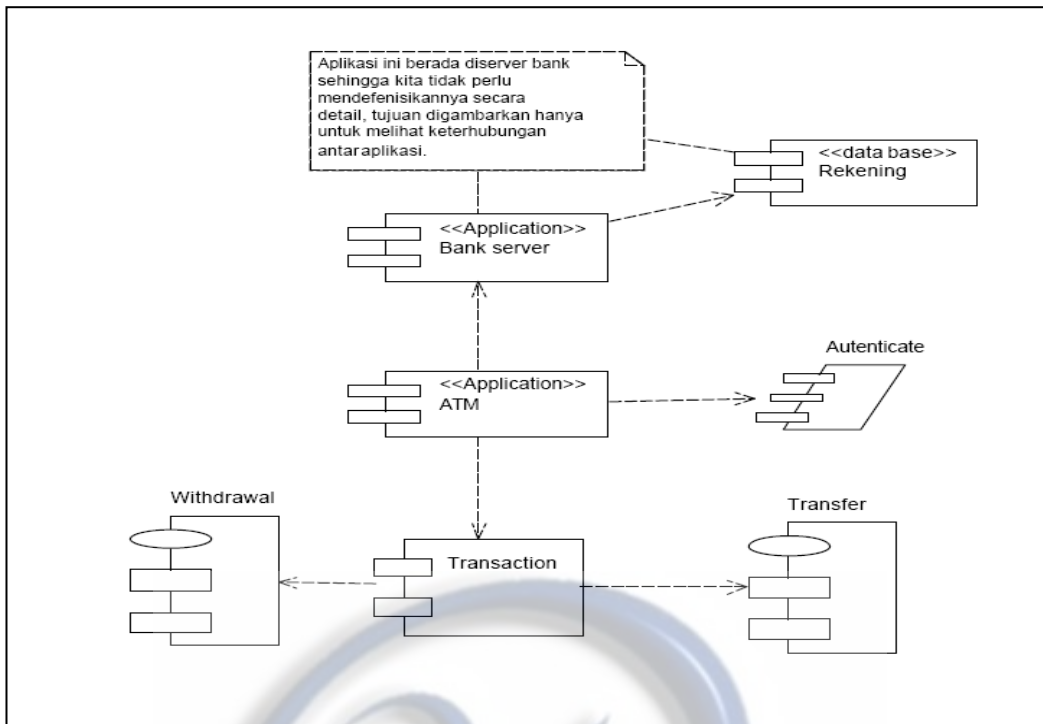 Aplikasi ini berada diserver bank
sehingga kita tidak perlu
mendefenisikannya secara
detail, tujuan digambarkan hanya
untuk melihat keterhubungan
antaraplikasi.
<<data base>>
Rekening
<<Application>>
Bank server
Autenticate
<<Application>>
ATM
Withdrawal
Transfer
Transaction